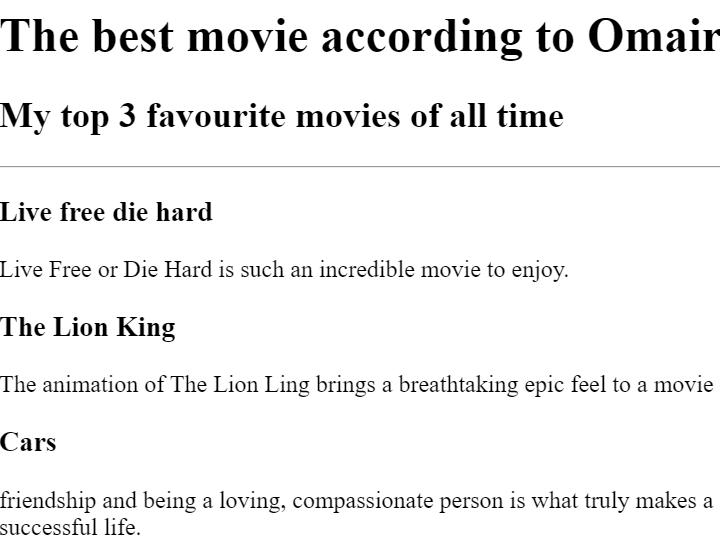 The best movie according to Omair
My top 3 favourite movies of all time
Live free die hard
Live Free or Die Hard is such an incredible movie to enjoy.
The Lion King
The animation of The Lion Ling brings a breathtaking epic feel to a movie
Cars
friendship and being a loving, compassionate person is what truly makes a
successful life.